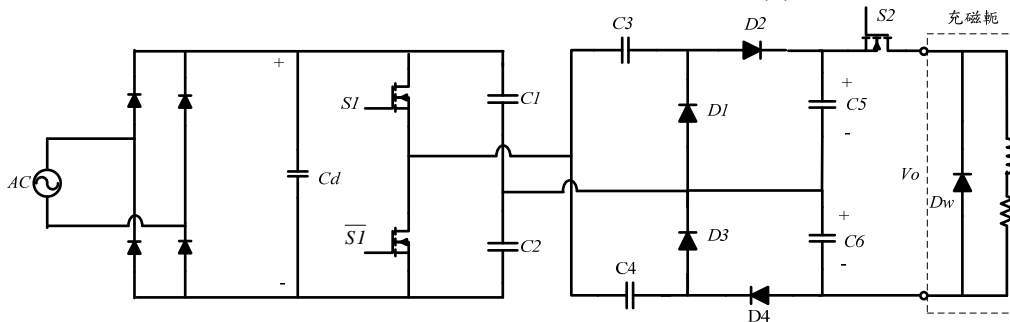 C3
D2
S2
充磁軛
+
S1
C1
D1
+
C5
-
AC
Cd
Vo
Dw
S1
C2
D3
+
C6
-
-
C4
D4